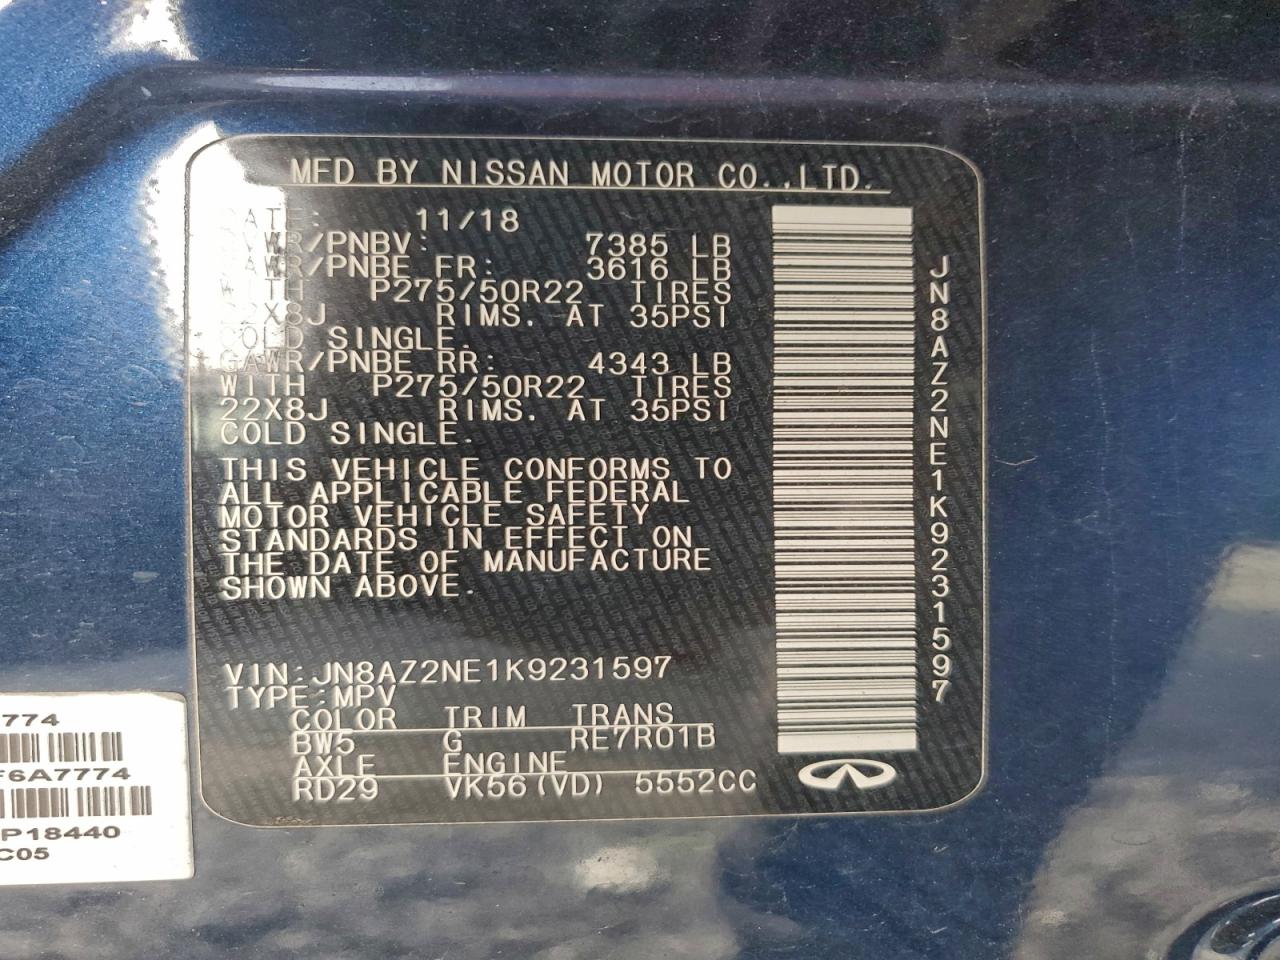 MFD BY NISSAN MOTOR CO.,LTD.
DATE: 11/18
GVWR/PNBV: 7385 LB
GAWR/PNBE FR: 3616 LB
WITH P275/50R22 TIRES
22X8J RIMS. AT 35PSI
COLD SINGLE.
GAWR/PNBE RR: 4343 LB
WITH P275/50R22 TIRES
22X8J RIMS. AT 35PSI
COLD SINGLE.
THIS VEHICLE CONFORMS TO
ALL APPLICABLE FEDERAL
MOTOR VEHICLE SAFETY
STANDARDS IN EFFECT ON
THE DATE OF MANUFACTURE
SHOWN ABOVE.
VIN:JN8AZ2NE1K9231597
TYPE:MPV
COLOR TRIM TRANS
BW5 G RE7R01B
AXLE ENGINE
RD29 VK56(VD) 5552CC
JN8AZ2NE1K9231597
7774
F6A7774
P18440
C05